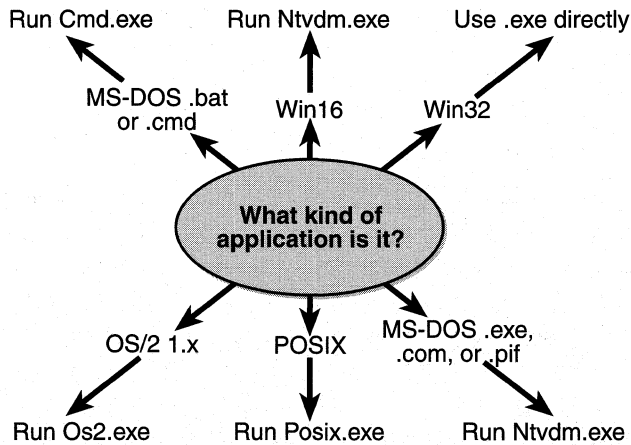 Run Cmd.exe
Run Ntvdm.exe
Use .exe directly
MS-DOS .bat
or .cmd
Win16
Win32
What kind of
application is it?
OS/2 1.x
POSIX
MS-DOS .exe,
.com, or .pif
Run Os2.exe
Run Posix.exe
Run Ntvdm.exe